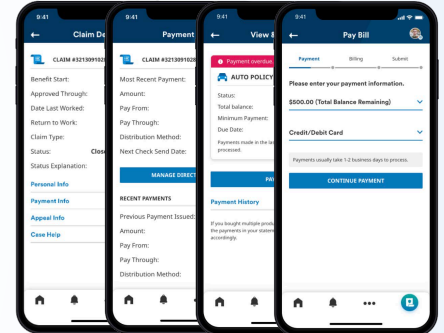 9:41
Claim De
CLAIM #3213091028
Benefit Start:
Approved Through:
Date Last Worked:
Return to Work:
Claim Type:
Status: Clos
Status Explanation:
Personal Info
Payment Info
Appeal Info
Case Help
9:41
Payment
CLAIM #3213091028
Most Recent Payment:
Amount:
Pay From:
Pay Through:
Distribution Method:
Next Check Send Date:
MANAGE DIRECT
RECENT PAYMENTS
Previous Payment Issued:
Amount:
Pay From:
Pay Through:
Distribution Method:
9:41
View &
Payment overdue.
AUTO POLICY
Status:
Total balance:
Minimum Payment:
Due Date:
Payments made in the las
processed.
PAY
Payment History
If you bought multiple produ
the payments in your statem
accordingly.
9:41
Pay Bill
Payment Billing Submit
Please enter your payment information.
$500.00 (Total Balance Remaining)
Credit/Debit Card
Payments usually take 1-2 business days to process.
CONTINUE PAYMENT